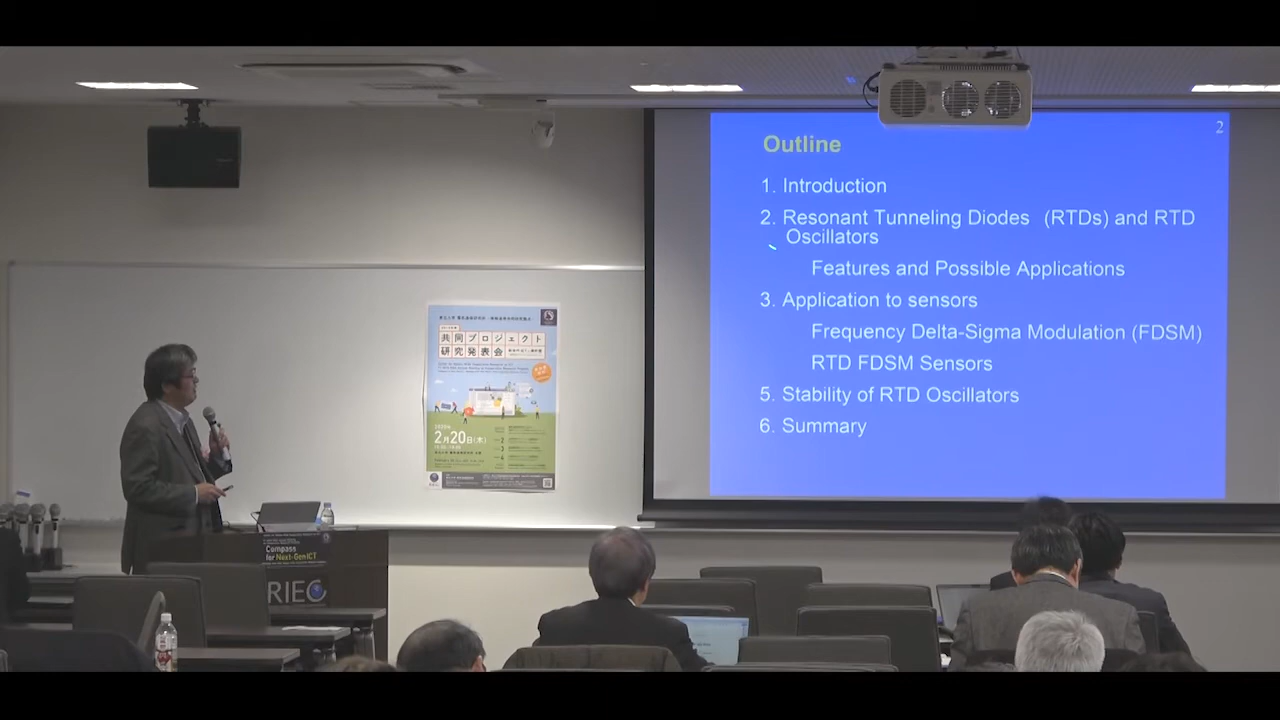 2
Outline
1. Introduction
2. Resonant Tunneling Diodes (RTDs) and RTD
Oscillators
Features and Possible Applications
3. Application to sensors
Frequency Delta-Sigma Modulation (FDSM)
RTD FDSM Sensors
5. Stability of RTD Oscillators
6. Summary
共同プロジェクト
研究発表会
2月20日(木)
Compass
for Next-Gen ICT
RIEC